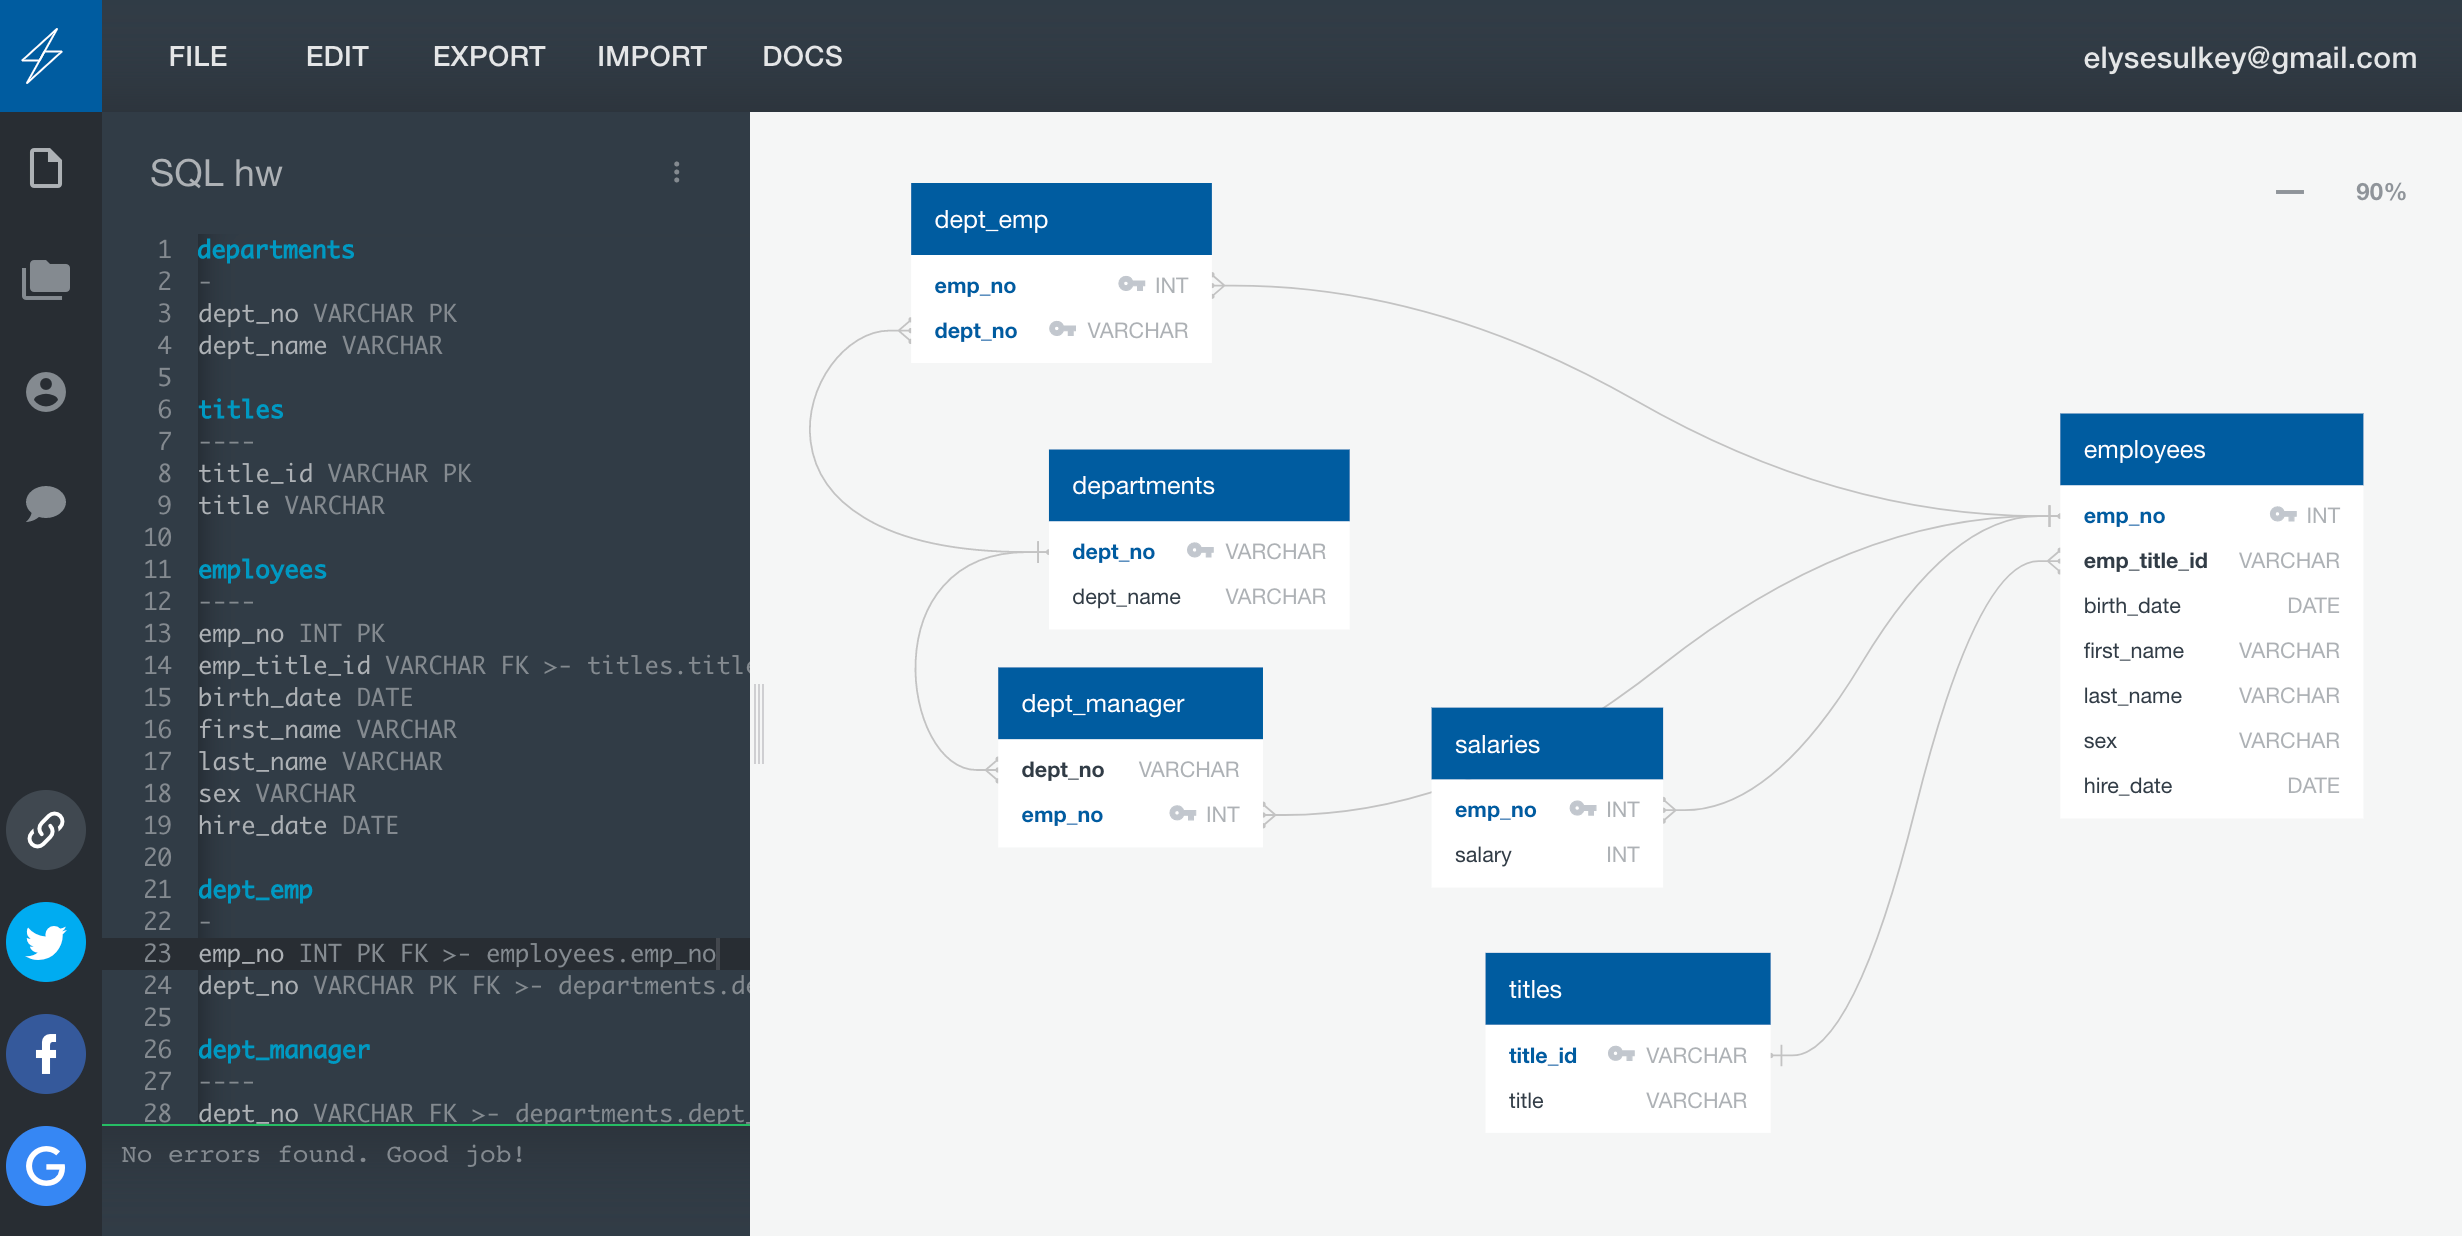 FILE EDIT EXPORT IMPORT DOCS elysesulkey@gmail.com
SQL hw
1 departments
2 -
3 dept_no VARCHAR PK
4 dept_name VARCHAR
5
6 titles
7 ----
8 title_id VARCHAR PK
9 title VARCHAR
10
11 employees
12 ----
13 emp_no INT PK
14 emp_title_id VARCHAR FK >- titles.title
15 birth_date DATE
16 first_name VARCHAR
17 last_name VARCHAR
18 sex VARCHAR
19 hire_date DATE
20
21 dept_emp
22 -
23 emp_no INT PK FK >- employees.emp_no
24 dept_no VARCHAR PK FK >- departments.de
25
26 dept_manager
27 ----
28 dept_no VARCHAR FK >- departments.dept_
No errors found. Good job!
90%
dept_emp
emp_no INT
dept_no VARCHAR
departments
dept_no VARCHAR
dept_name VARCHAR
dept_manager
dept_no VARCHAR
emp_no INT
salaries
emp_no INT
salary INT
titles
title_id VARCHAR
title VARCHAR
employees
emp_no INT
emp_title_id VARCHAR
birth_date DATE
first_name VARCHAR
last_name VARCHAR
sex VARCHAR
hire_date DATE